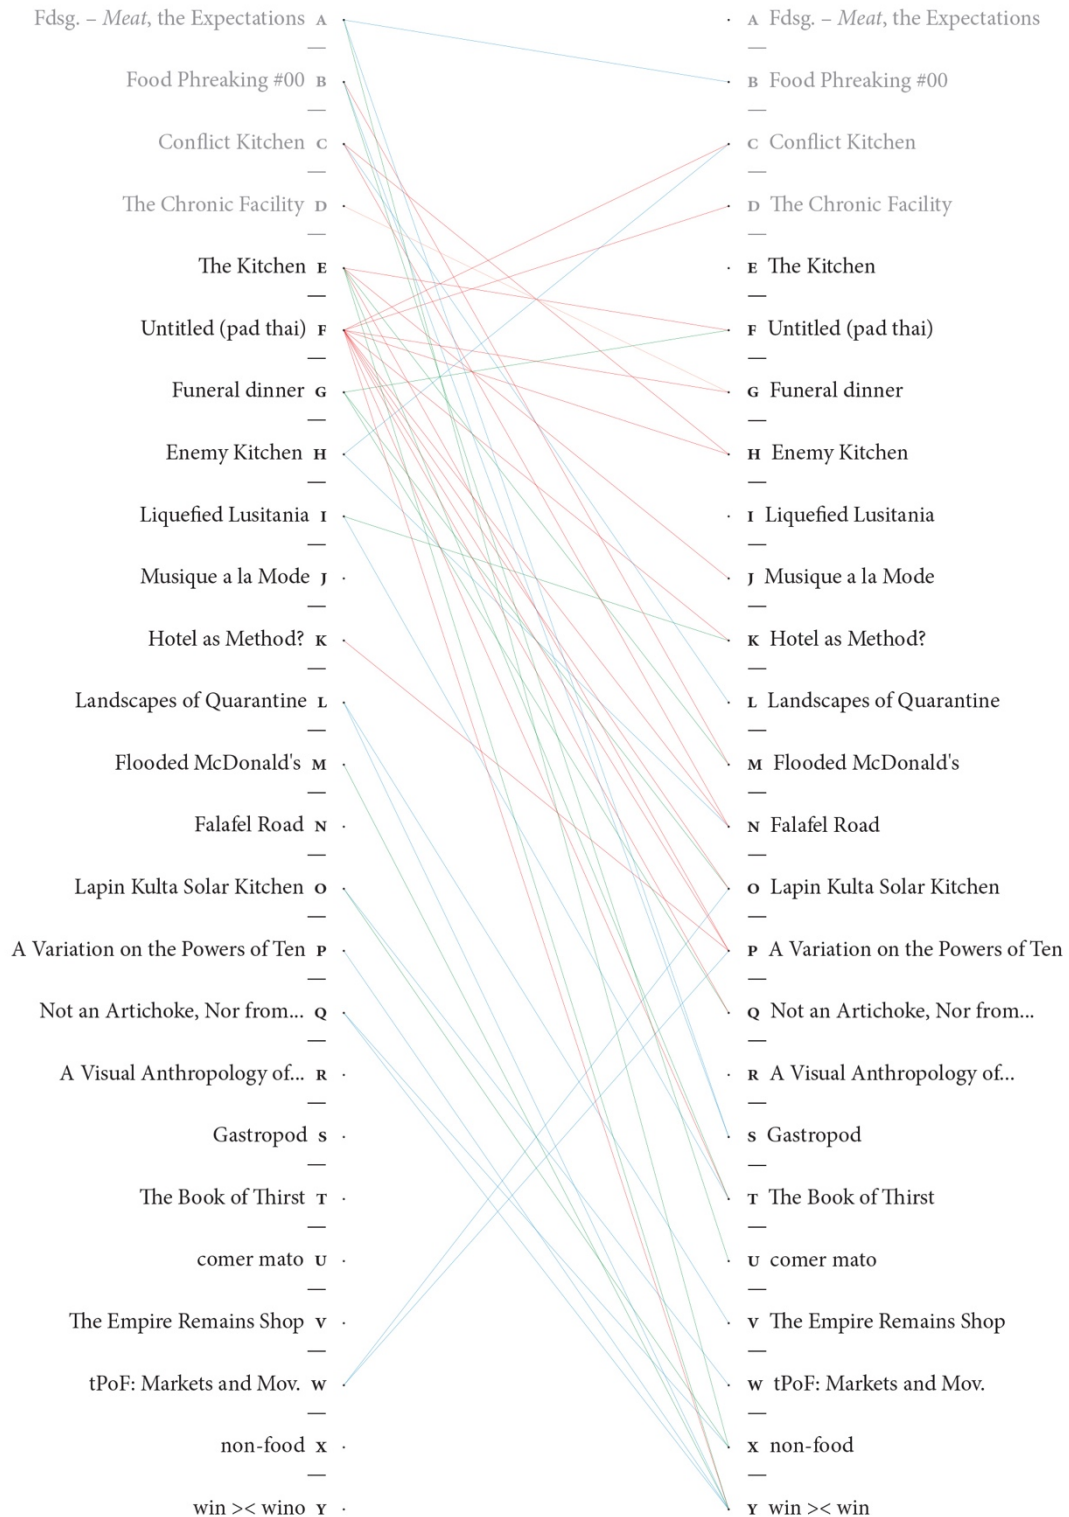 Fdsg. – Meat, the Expectations A A Fdsg. – Meat, the Expectations
Food Phreaking #00 B B Food Phreaking #00
Conflict Kitchen C C Conflict Kitchen
The Chronic Facility D D The Chronic Facility
The Kitchen E E The Kitchen
Untitled (pad thai) F F Untitled (pad thai)
Funeral dinner G G Funeral dinner
Enemy Kitchen H H Enemy Kitchen
Liquefied Lusitania I I Liquefied Lusitania
Musique a la Mode J J Musique a la Mode
Hotel as Method? K K Hotel as Method?
Landscapes of Quarantine L L Landscapes of Quarantine
Flooded McDonald's M M Flooded McDonald's
Falafel Road N N Falafel Road
Lapin Kulta Solar Kitchen O O Lapin Kulta Solar Kitchen
A Variation on the Powers of Ten P P A Variation on the Powers of Ten
Not an Artichoke, Nor from... Q Q Not an Artichoke, Nor from...
A Visual Anthropology of... R R A Visual Anthropology of...
Gastropod S S Gastropod
The Book of Thirst T T The Book of Thirst
comer mato U U comer mato
The Empire Remains Shop V V The Empire Remains Shop
tPoF: Markets and Mov. W W tPoF: Markets and Mov.
non-food X X non-food
win >< wino Y Y win >< win